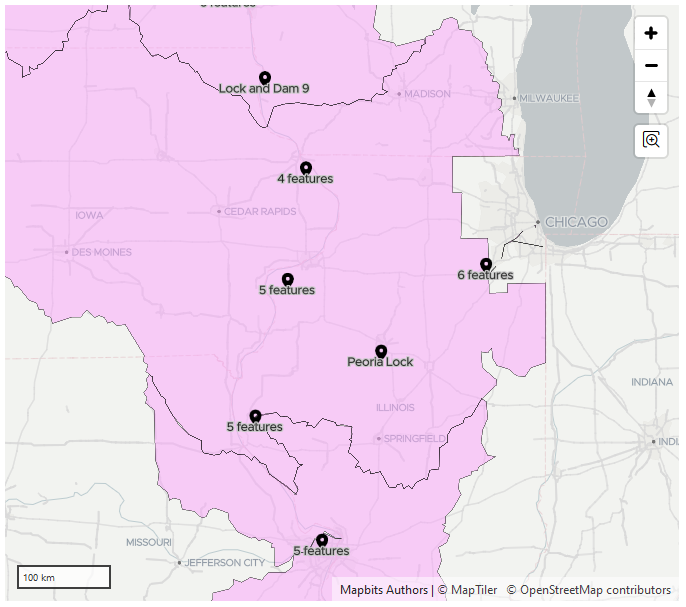 features
Lock and Dam 9
MADISON
MILWAUKEE
4 features
IOWA
CEDAR RAPIDS
CHICAGO
DES MOINES
6 features
5 features
Peoria Lock
INDIANA
ILLINOIS
5 features
SPRINGFIELD
MISSOURI
5 features
JEFFERSON CITY
100 km
Mapbits Authors | © MapTiler © OpenStreetMap contributors